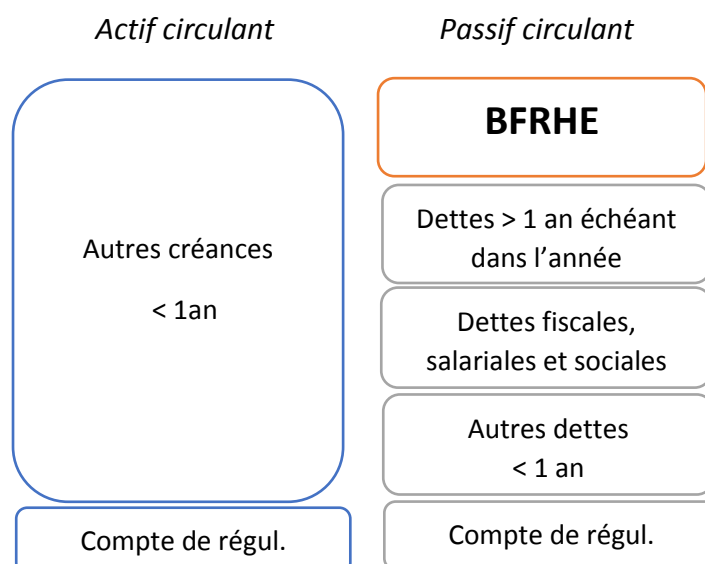 Actif circulant
Passif circulant
Autres créances
< 1an
BFRHE
Dettes > 1 an échéant
dans l'année
Dettes fiscales,
salariales et sociales
Autres dettes
< 1 an
Compte de régul.
Compte de régul.